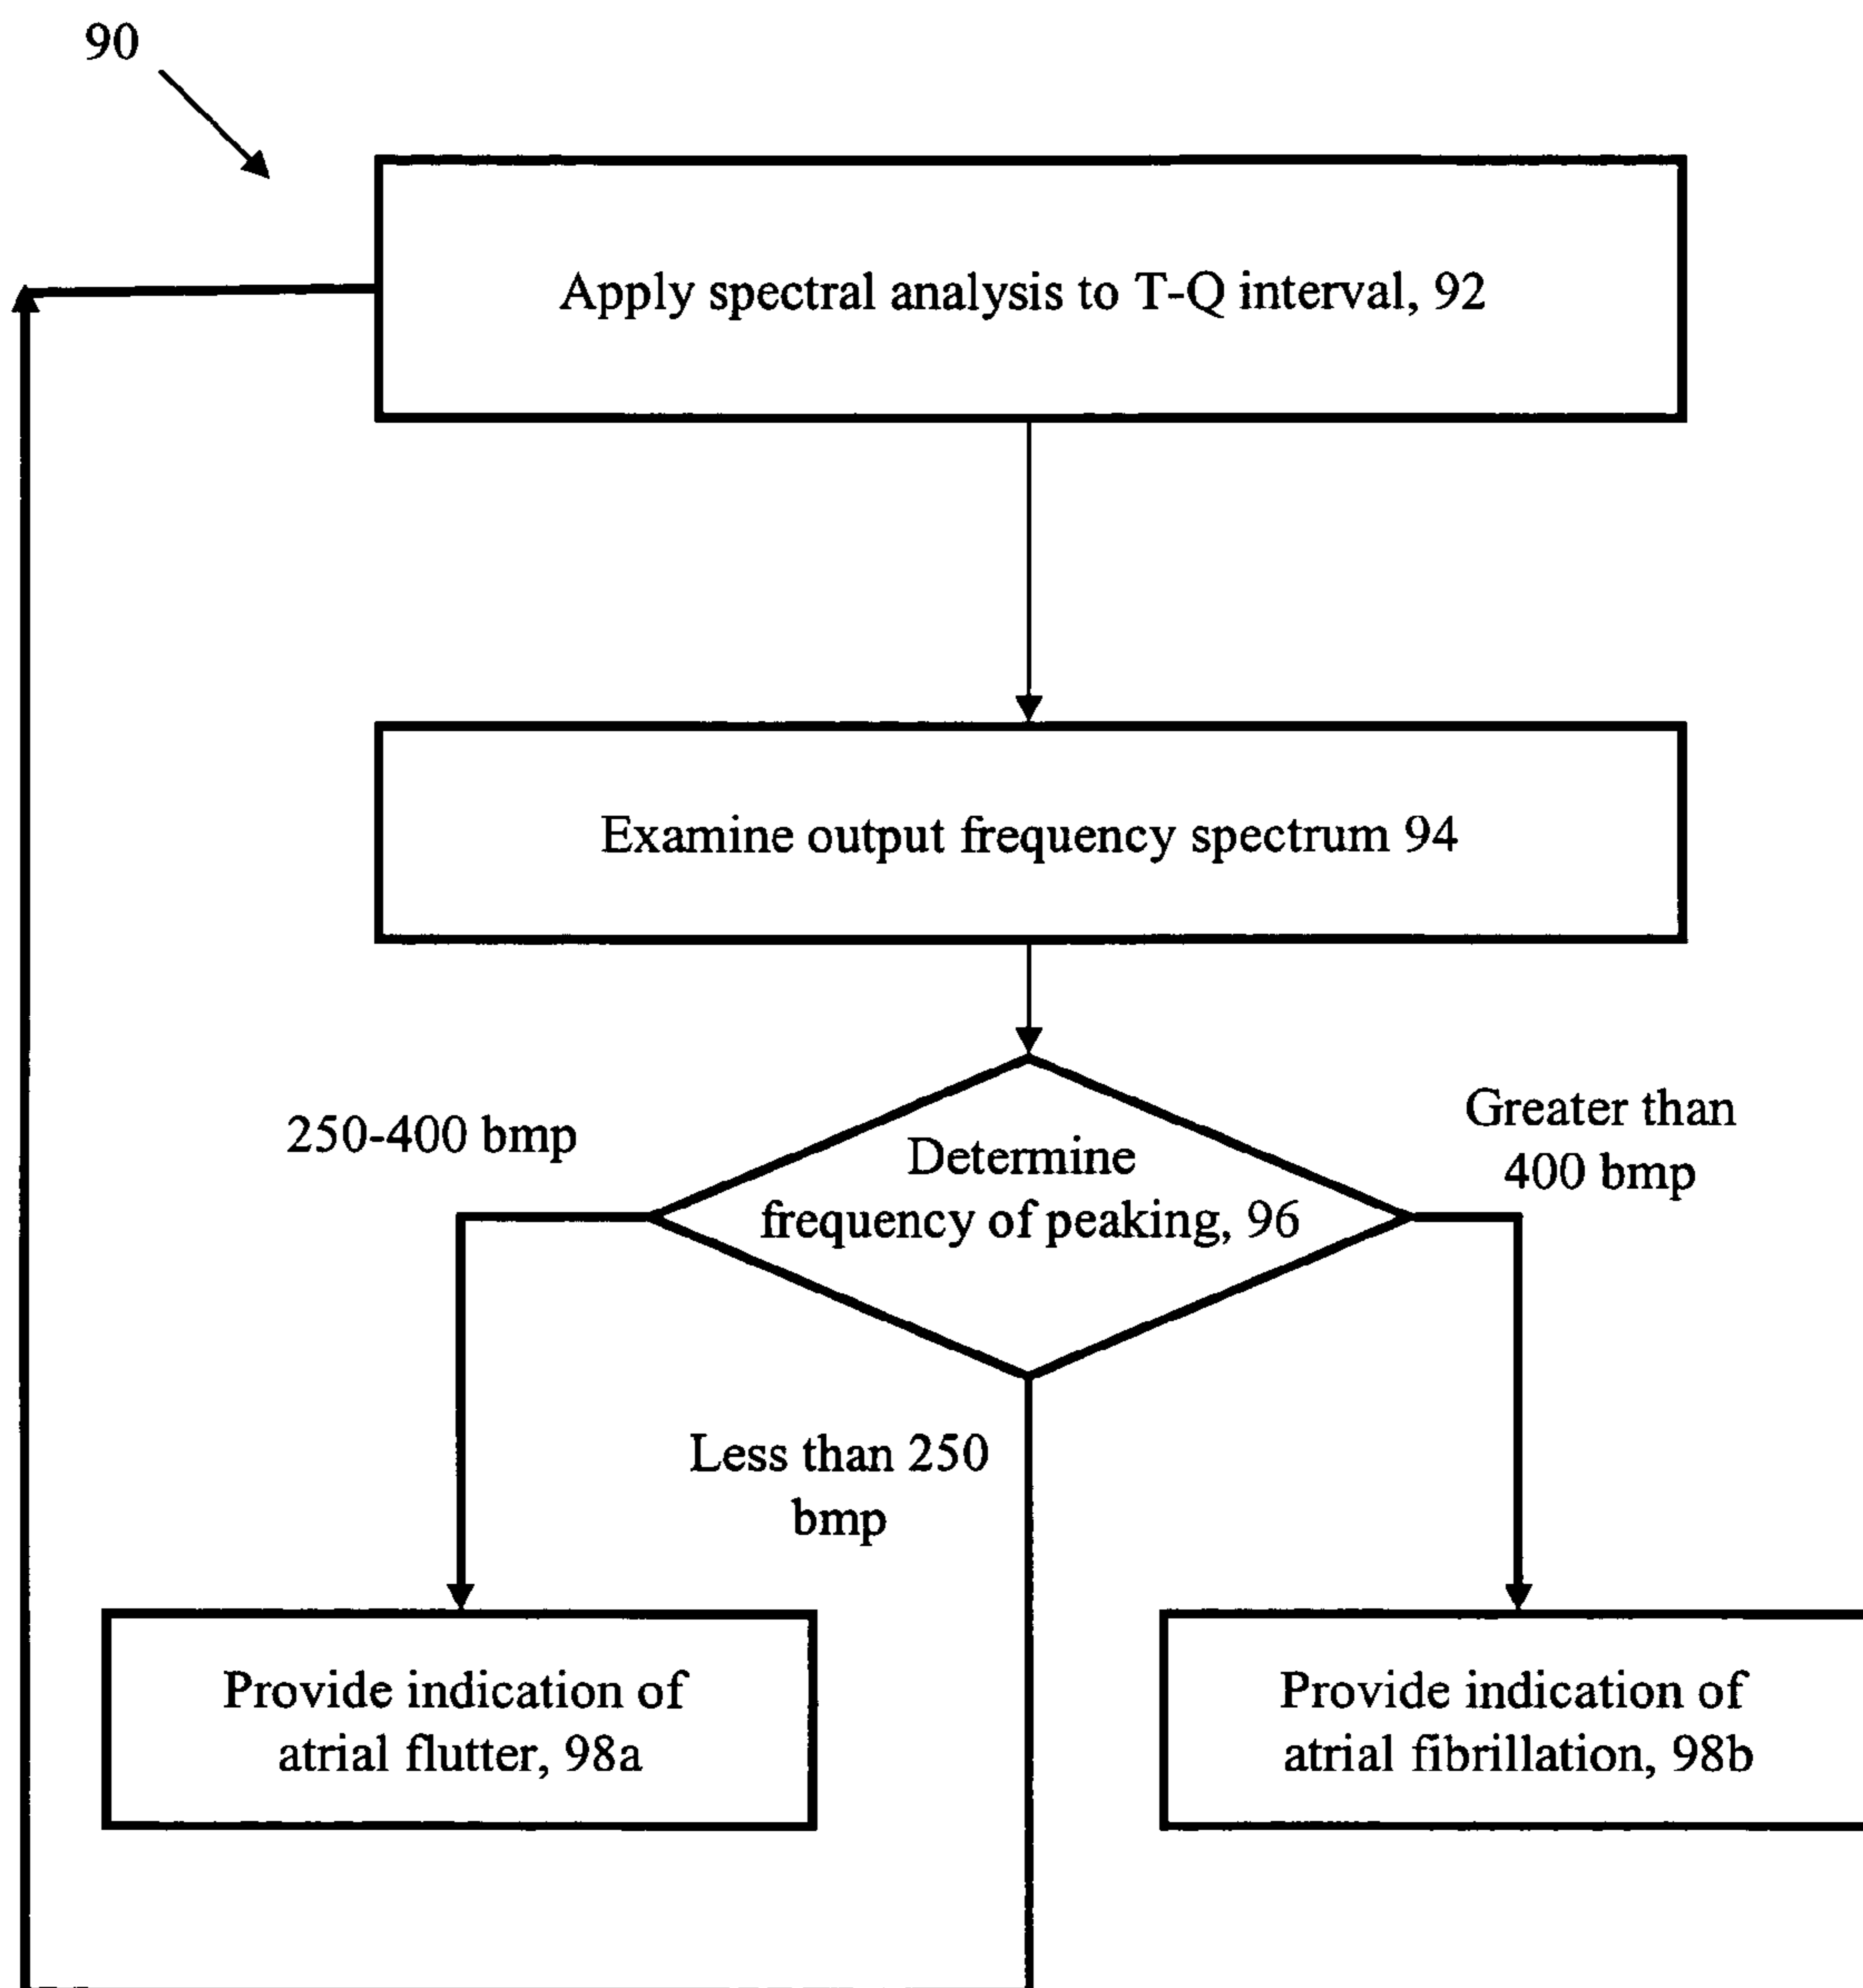 90
Apply spectral analysis to T-Q interval, 92
Examine output frequency spectrum 94
250-400 bmp
Determine
frequency of peaking, 96
Greater than
400 bmp
Less than 250
bmp
Provide indication of
atrial flutter, 98a
Provide indication of
atrial fibrillation, 98b